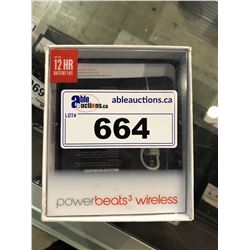 12 HR
BATTERY LIFE
able
auctions.ca
ableauctions.ca
LOT#
664
powerbeats³ wireless